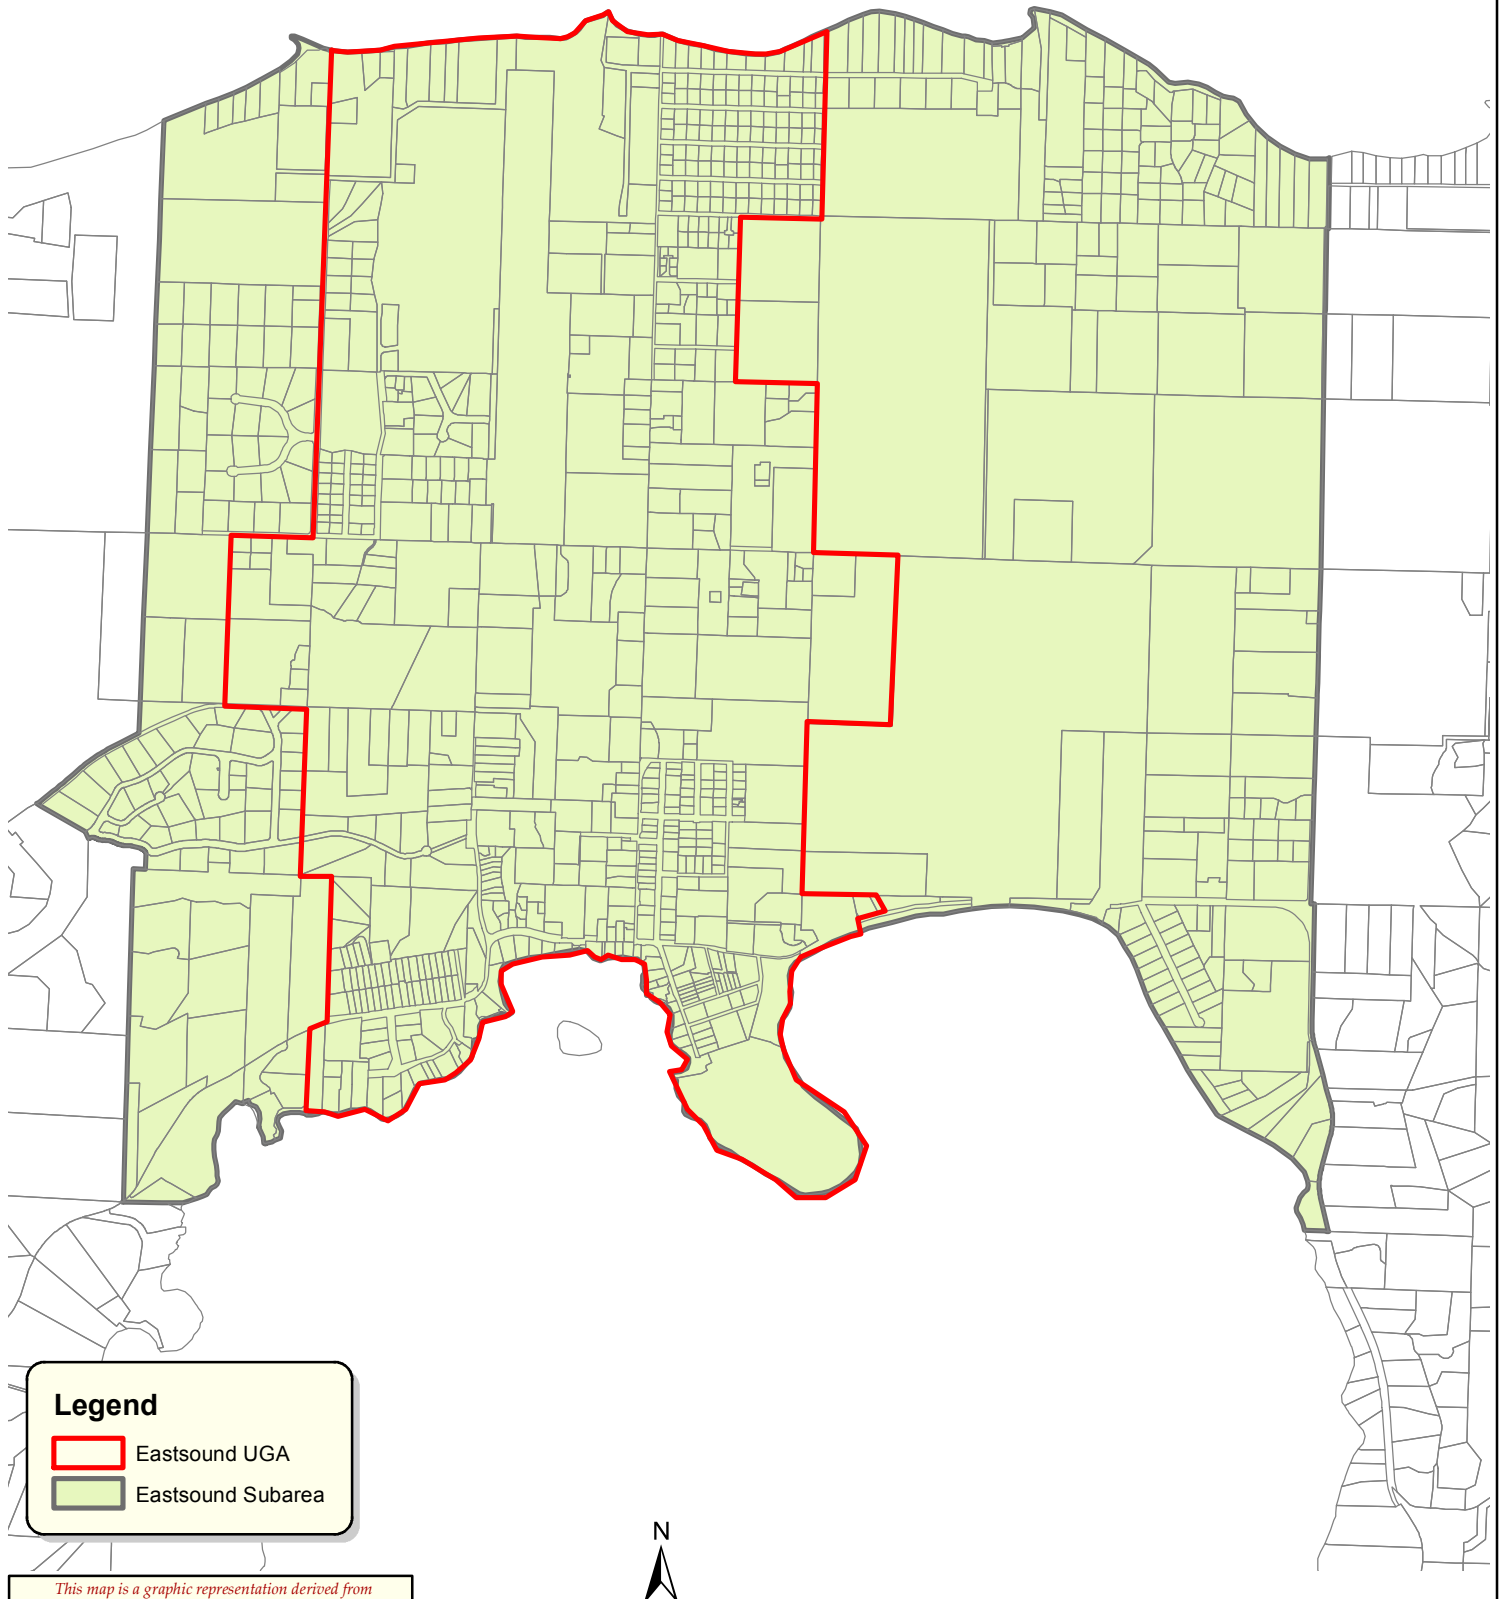 Legend
Eastsound UGA
Eastsound Subarea
N
This map is a graphic representation derived from